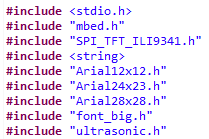 #include <stdio.h>
#include "mbed.h"
#include "SPI_TFT_ILI9341.h"
#include <string>
#include "Arial12x12.h"
#include "Arial24x23.h"
#include "Arial28x28.h"
#include "font_big.h"
#include "ultrasonic.h"